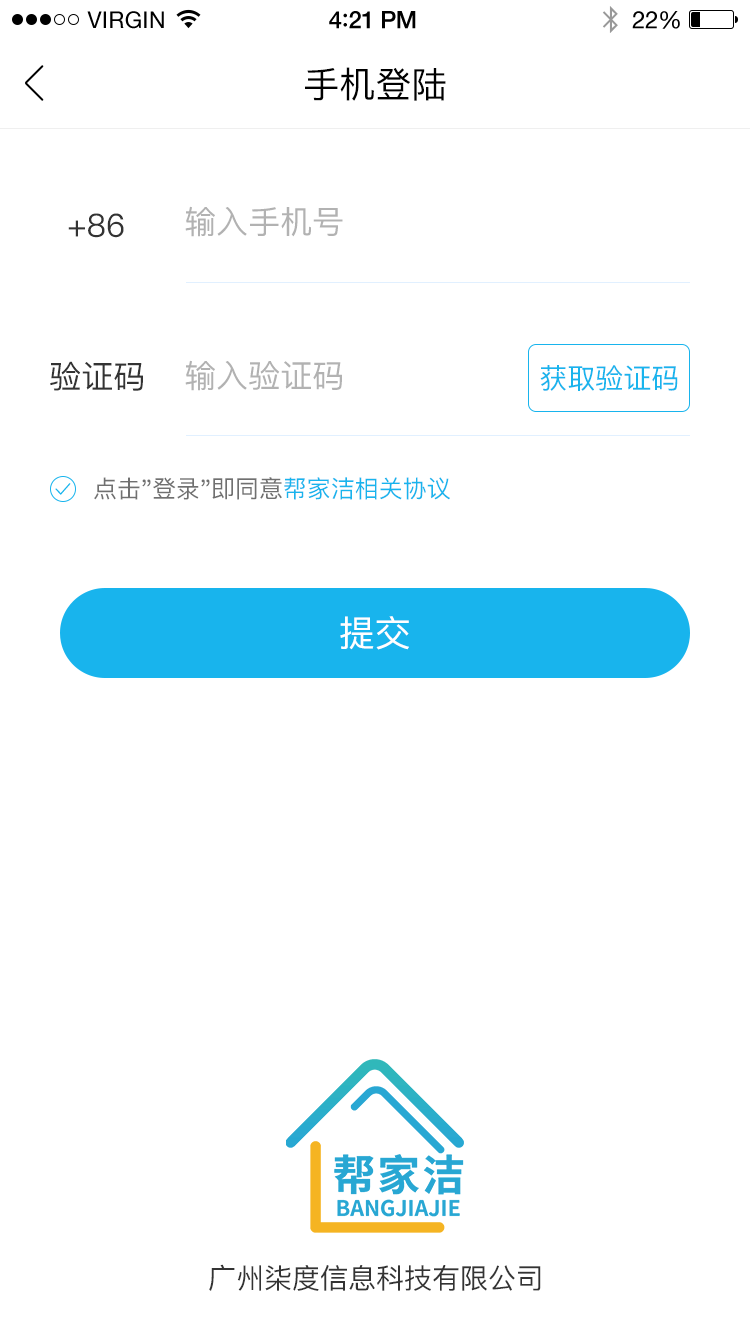 VIRGIN 4:21 PM 22%
手机登陆
+86 输入手机号
验证码 输入验证码 获取验证码
点击”登录”即同意帮家洁相关协议
提交
帮家洁
BANGJIAJIE
广州柒度信息科技有限公司